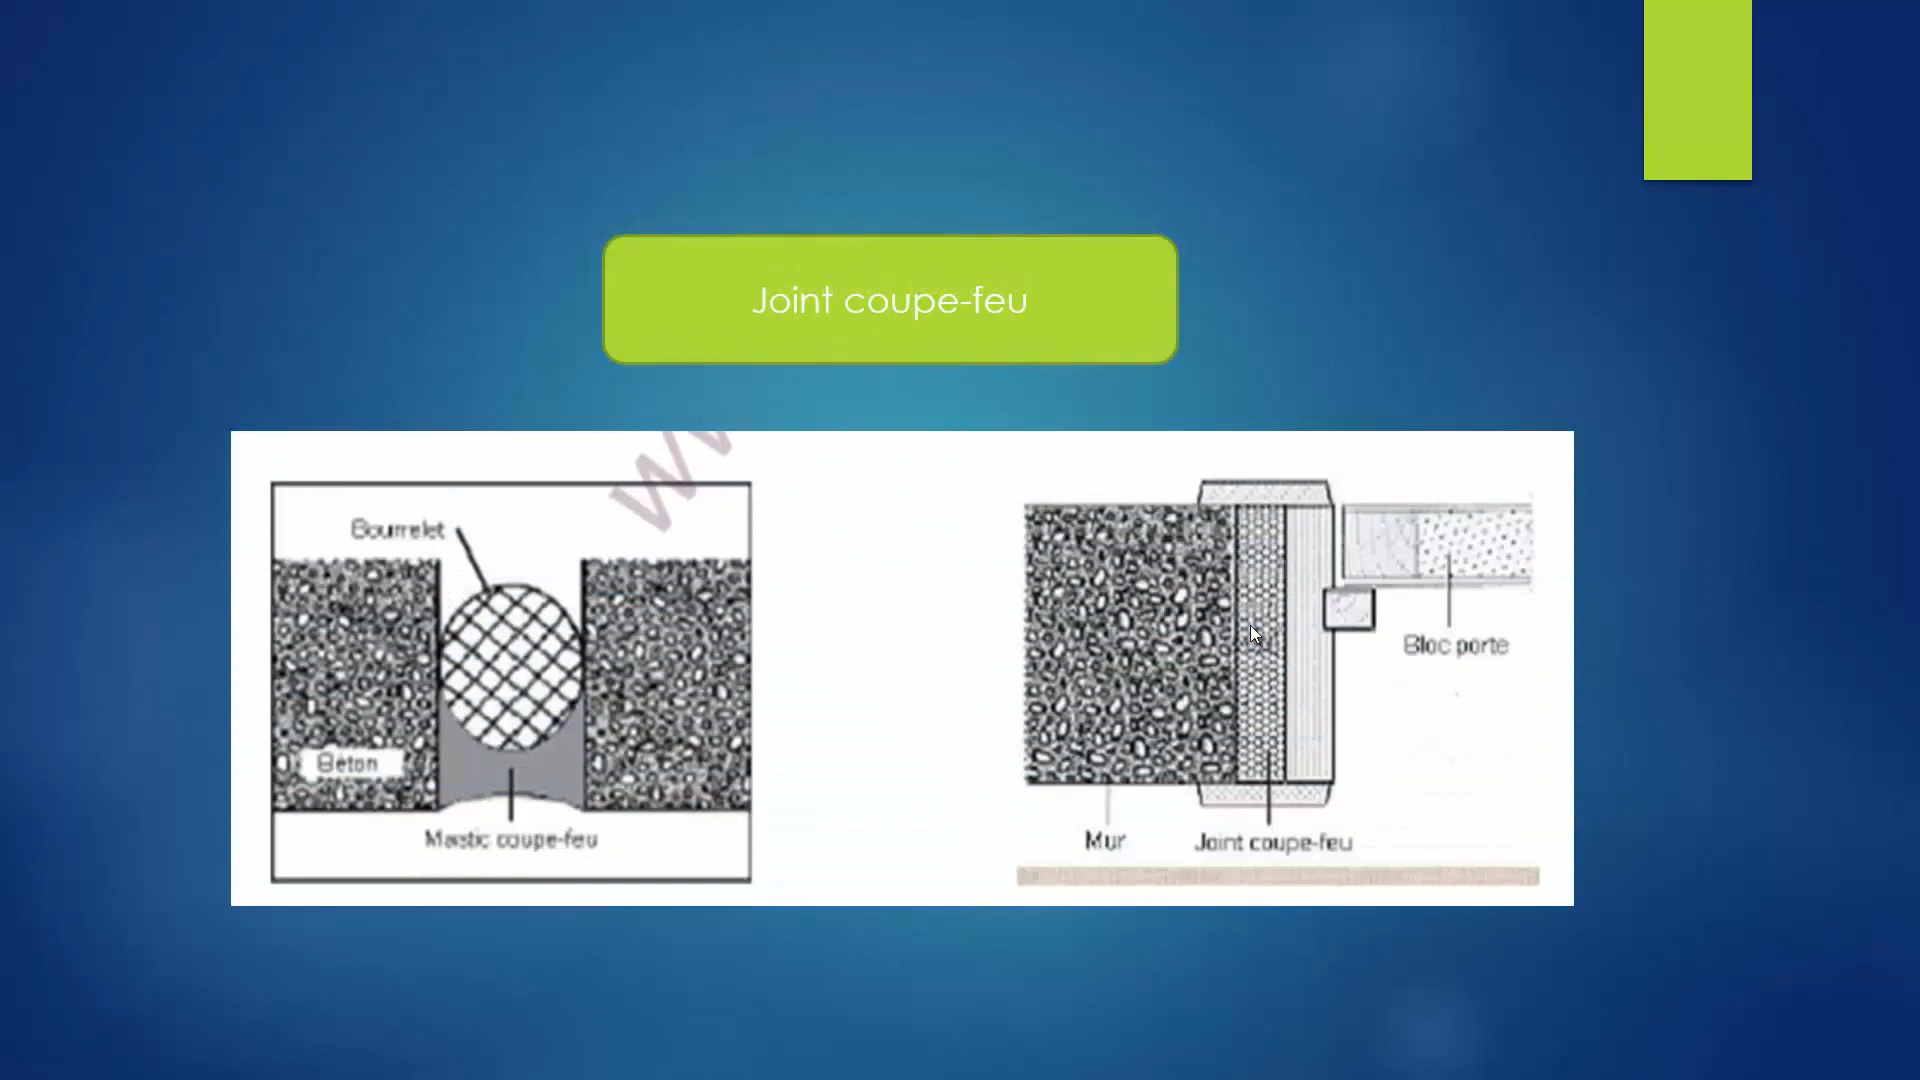 Joint coupe-feu
Bourrelet
Béton
Mastic coupe-feu
Bloc porte
Mur
Joint coupe-feu